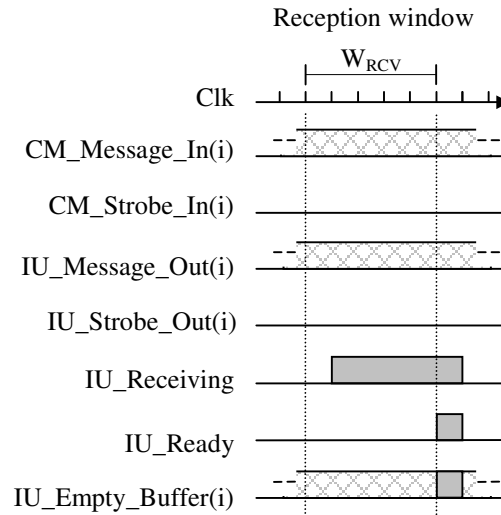 Reception window
W_RCV
Clk
CM_Message_In(i)
CM_Strobe_In(i)
IU_Message_Out(i)
IU_Strobe_Out(i)
IU_Receiving
IU_Ready
IU_Empty_Buffer(i)